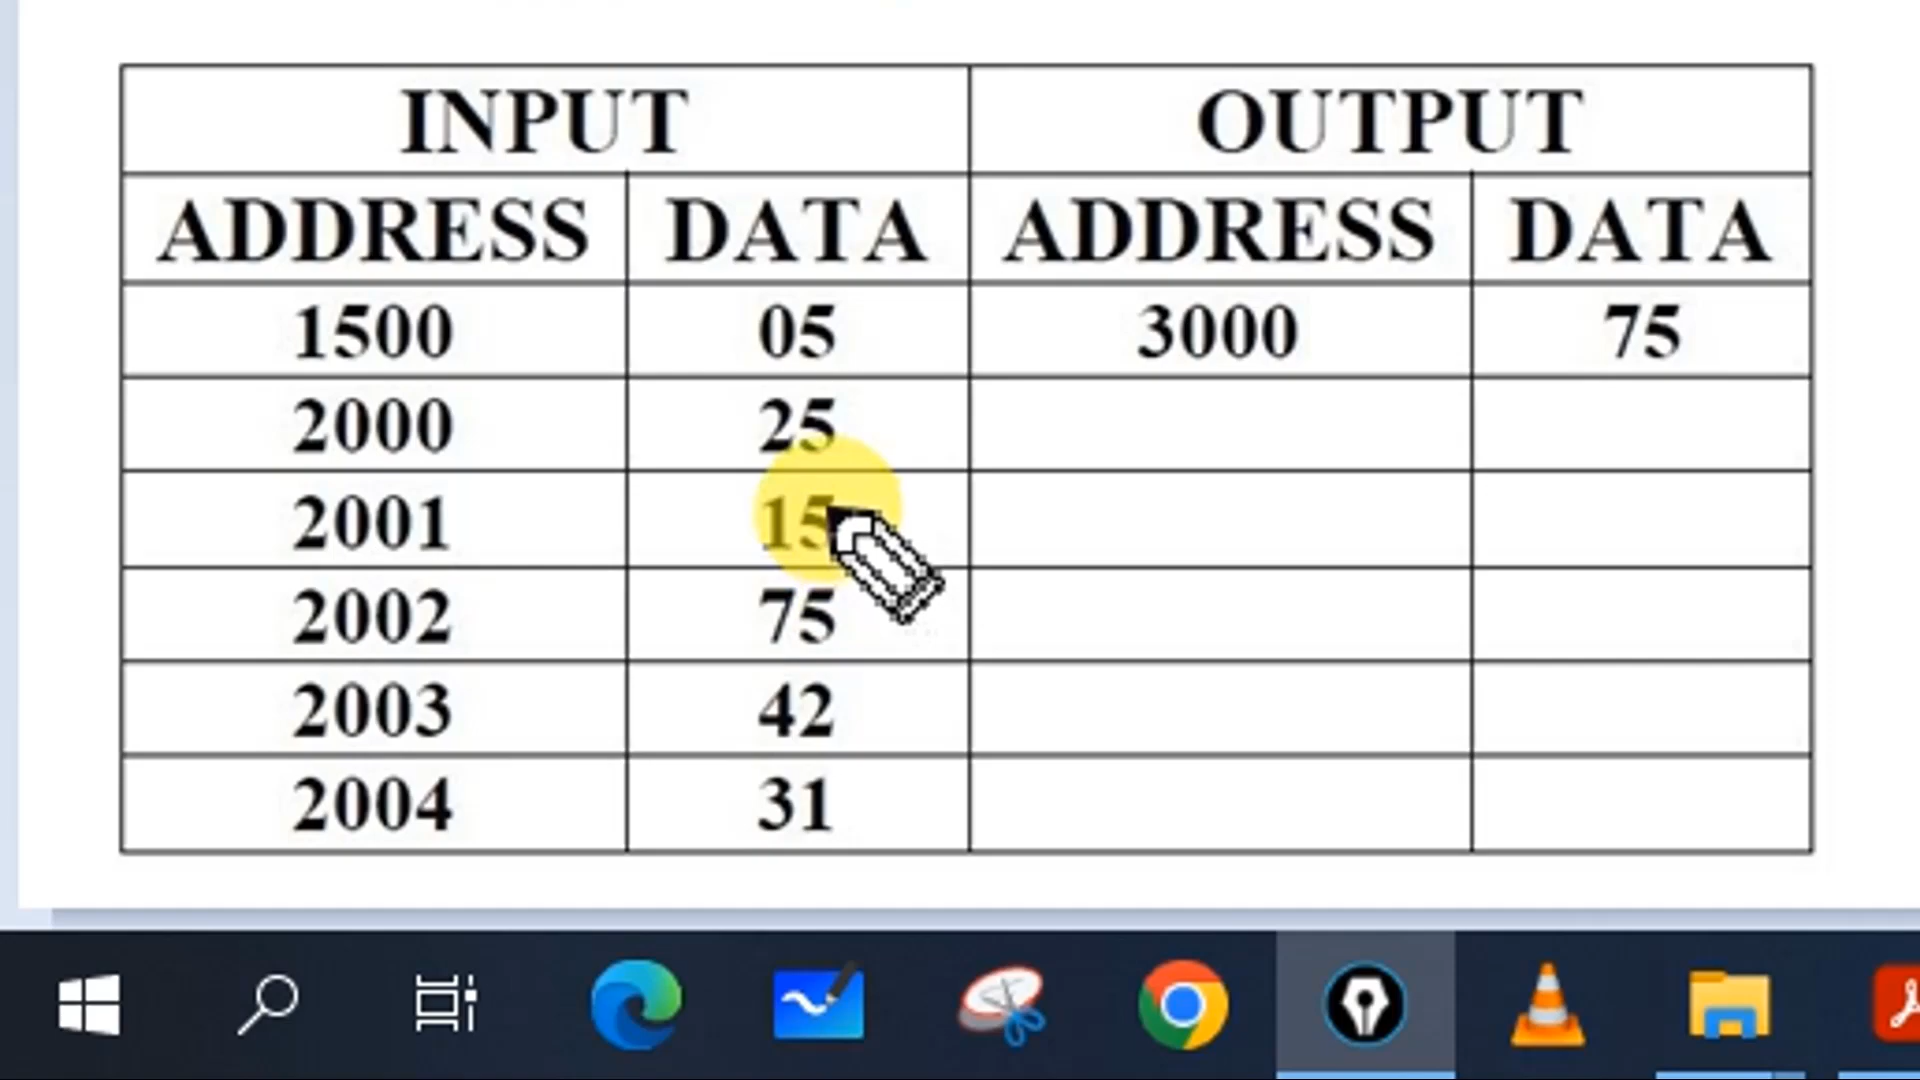 INPUT OUTPUT
ADDRESS DATA ADDRESS DATA
1500 05 3000 75
2000 25
2001 15
2002 75
2003 42
2004 31